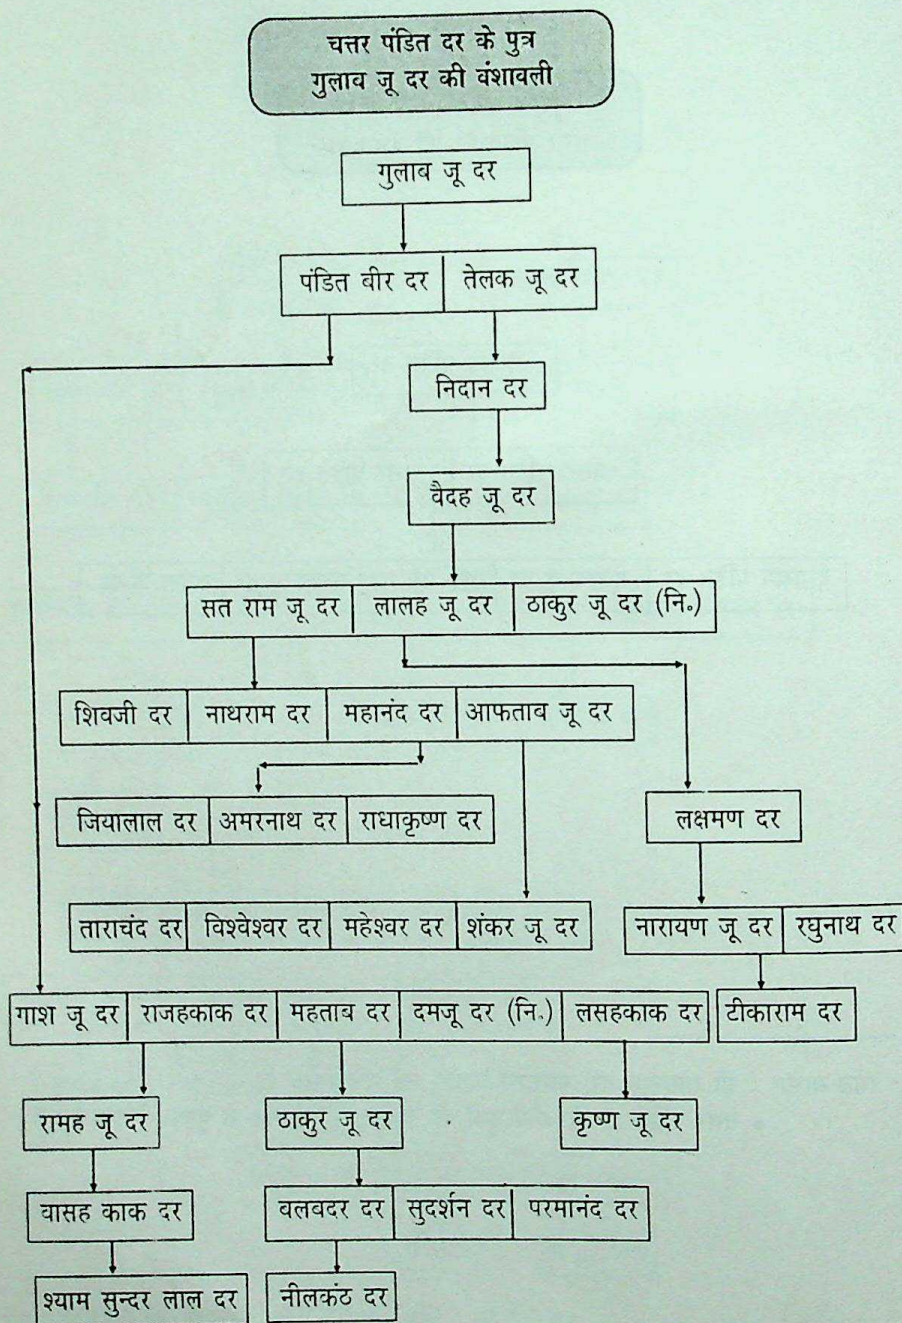 चत्तर पंडित दर के पुत्र
गुलाब जू दर की वंशावली
गुलाब जू दर
पंडित बीर दर तेलक जू दर
निदान दर
वैदह जू दर
सत राम जू दर लालह जू दर ठाकुर जू दर (नि॰)
शिवजी दर नाथराम दर महानंद दर आफताब जू दर
जियालाल दर अमरनाथ दर राधाकृष्ण दर लक्षमण दर
ताराचंद दर विश्वेश्वर दर महेश्वर दर शंकर जू दर नारायण जू दर रघुनाथ दर
गाश जू दर राजहकाक दर महताब दर दमजू दर (नि॰) लसहकाक दर टीकाराम दर
रामह जू दर ठाकुर जू दर कृष्ण जू दर
वासह काक दर वलबदर दर सुदर्शन दर परमानंद दर
श्याम सुन्दर लाल दर नीलकंठ दर